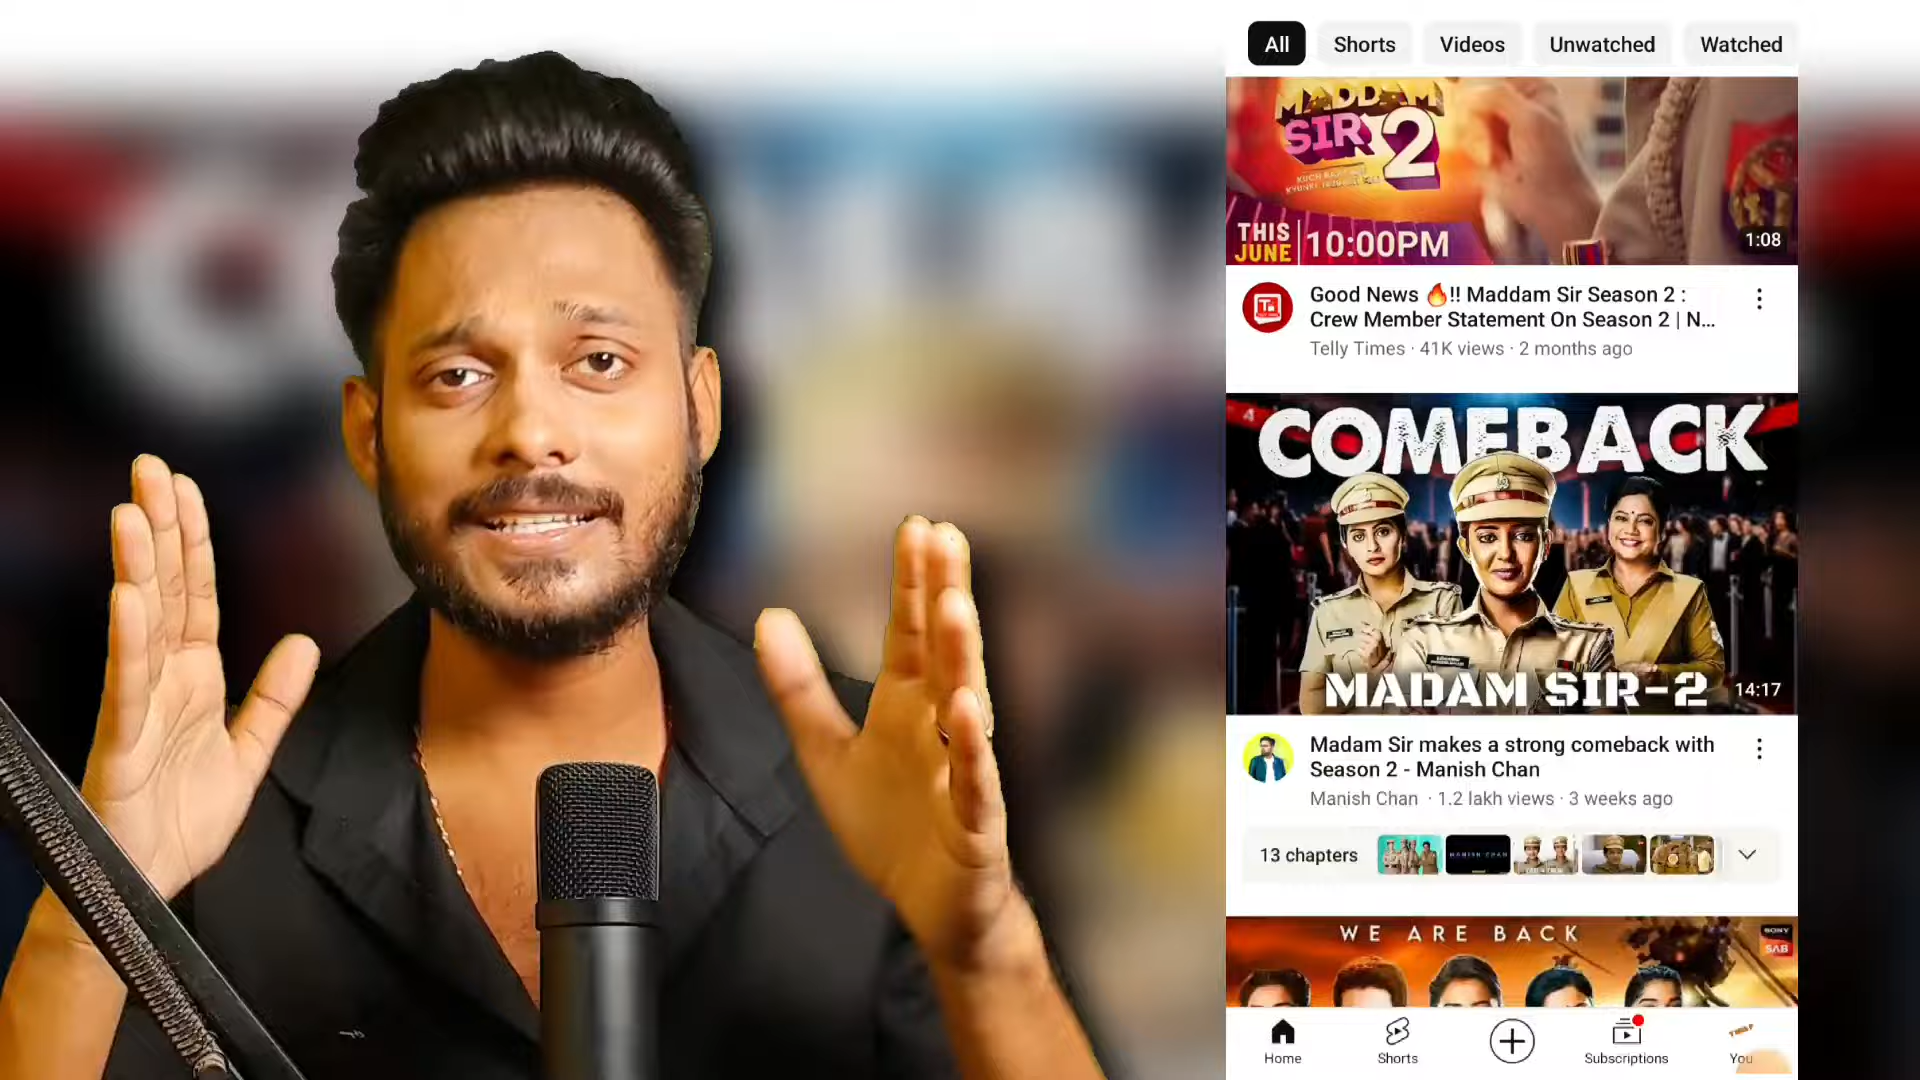 All
Shorts
Videos
Unwatched
Watched
MADDAM
SIR 2
THIS
JUNE
10:00PM
1:08
Good News 🔥!! Maddam Sir Season 2 :
Crew Member Statement On Season 2 | N...
Telly Times · 41K views · 2 months ago
COMEBACK
MADAM SIR-2
14:17
Madam Sir makes a strong comeback with
Season 2 - Manish Chan
Manish Chan · 1.2 lakh views · 3 weeks ago
13 chapters
MANISH CHAN
WE ARE BACK
SONY
SAB
Home
Shorts
Subscriptions
You